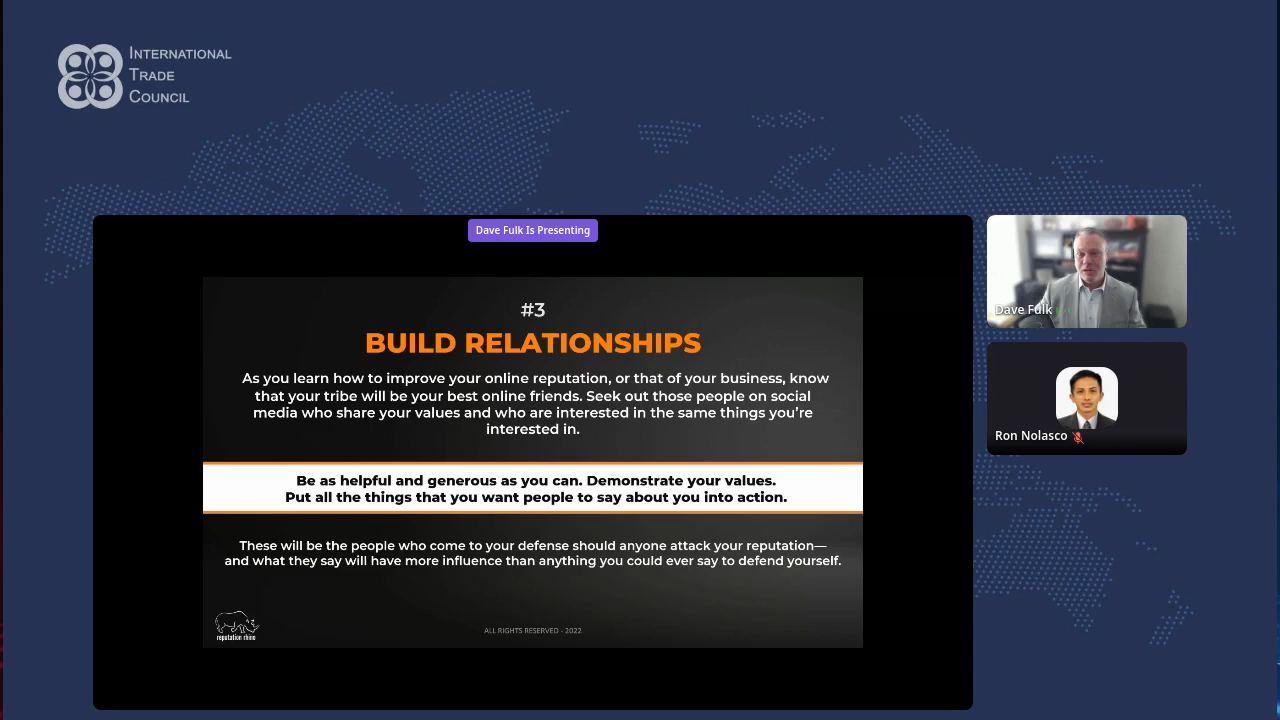 INTERNATIONAL
TRADE
COUNCIL
Dave Fulk Is Presenting
#3
BUILD RELATIONSHIPS
As you learn how to improve your online reputation, or that of your business, know
that your tribe will be your best online friends. Seek out those people on social
media who share your values and who are interested in the same things you're
interested in.
Be as helpful and generous as you can. Demonstrate your values.
Put all the things that you want people to say about you into action.
These will be the people who come to your defense should anyone attack your reputation—
and what they say will have more influence than anything you could ever say to defend yourself.
reputation rhino
ALL RIGHTS RESERVED - 2022
Dave Fulk
Ron Nolasco